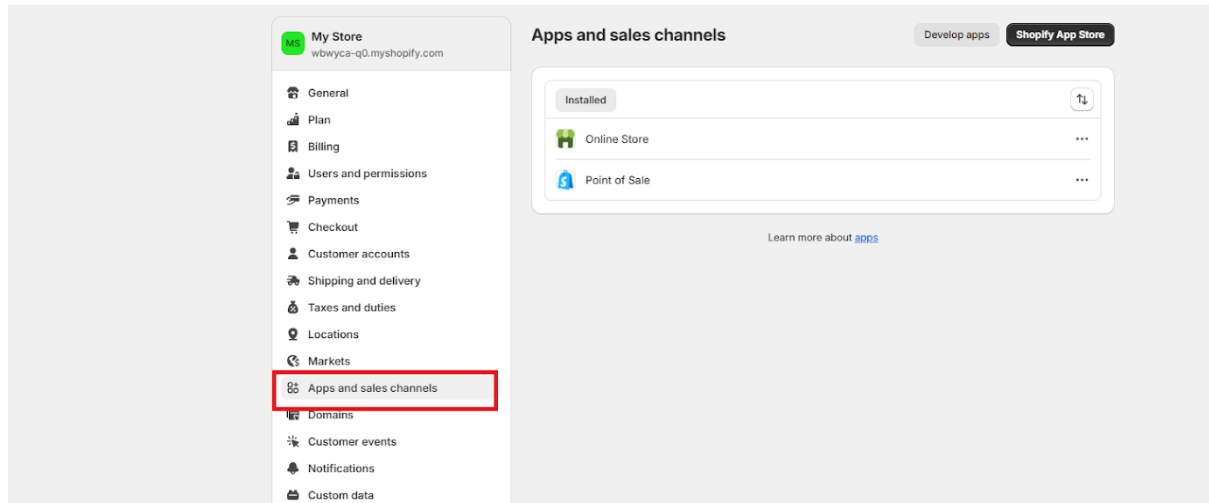 MS
My Store
wbwyca-q0.myshopify.com
General
Plan
Billing
Users and permissions
Payments
Checkout
Customer accounts
Shipping and delivery
Taxes and duties
Locations
Markets
Apps and sales channels
Domains
Customer events
Notifications
Custom data
Apps and sales channels
Develop apps
Shopify App Store
Installed
Online Store
Point of Sale
Learn more about apps